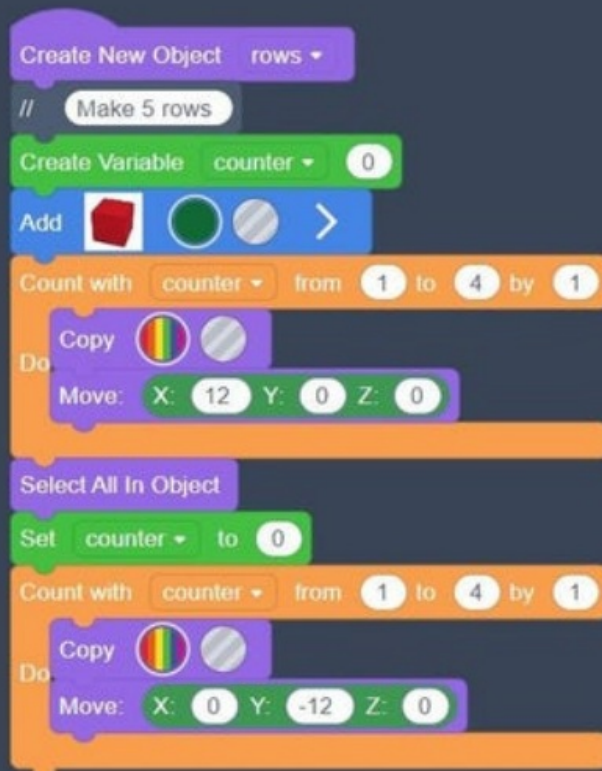 Create New Object rows
// Make 5 rows
Create Variable counter 0
Add
Count with counter from 1 to 4 by 1
Copy
Do
Move: X: 12 Y: 0 Z: 0
Select All In Object
Set counter to 0
Count with counter from 1 to 4 by 1
Copy
Do
Move: X: 0 Y: -12 Z: 0